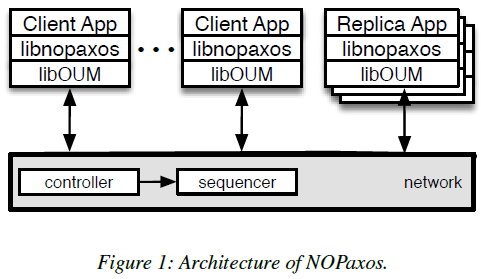 Client App
libnopaxos
libOUM
• • •
Client App
libnopaxos
libOUM
Replica App
libnopaxos
libOUM
controller
sequencer
network
Figure 1: Architecture of NOPaxos.